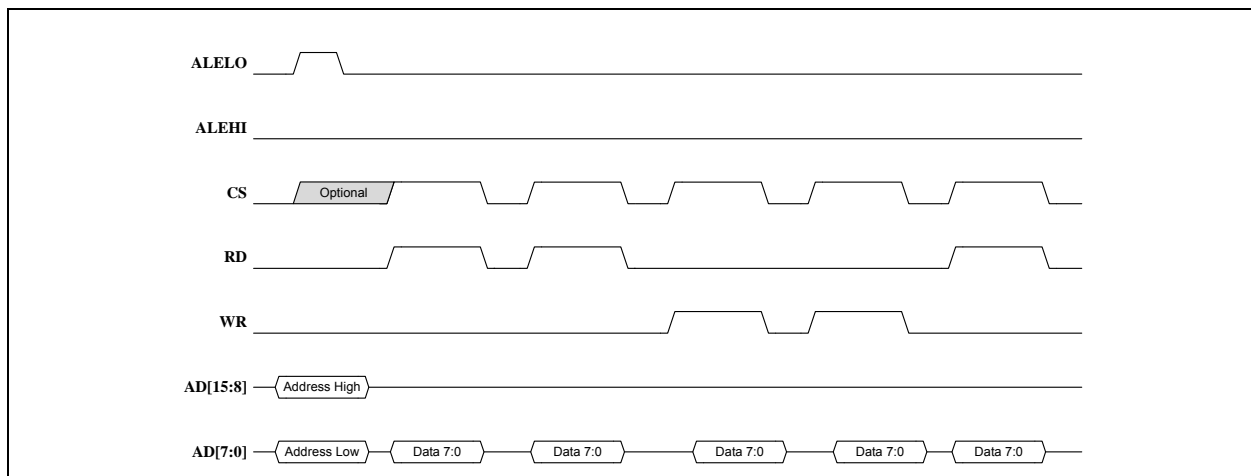 ALELO
ALEHI
CS Optional
RD
WR
AD[15:8] Address High
AD[7:0] Address Low Data 7:0 Data 7:0 Data 7:0 Data 7:0 Data 7:0